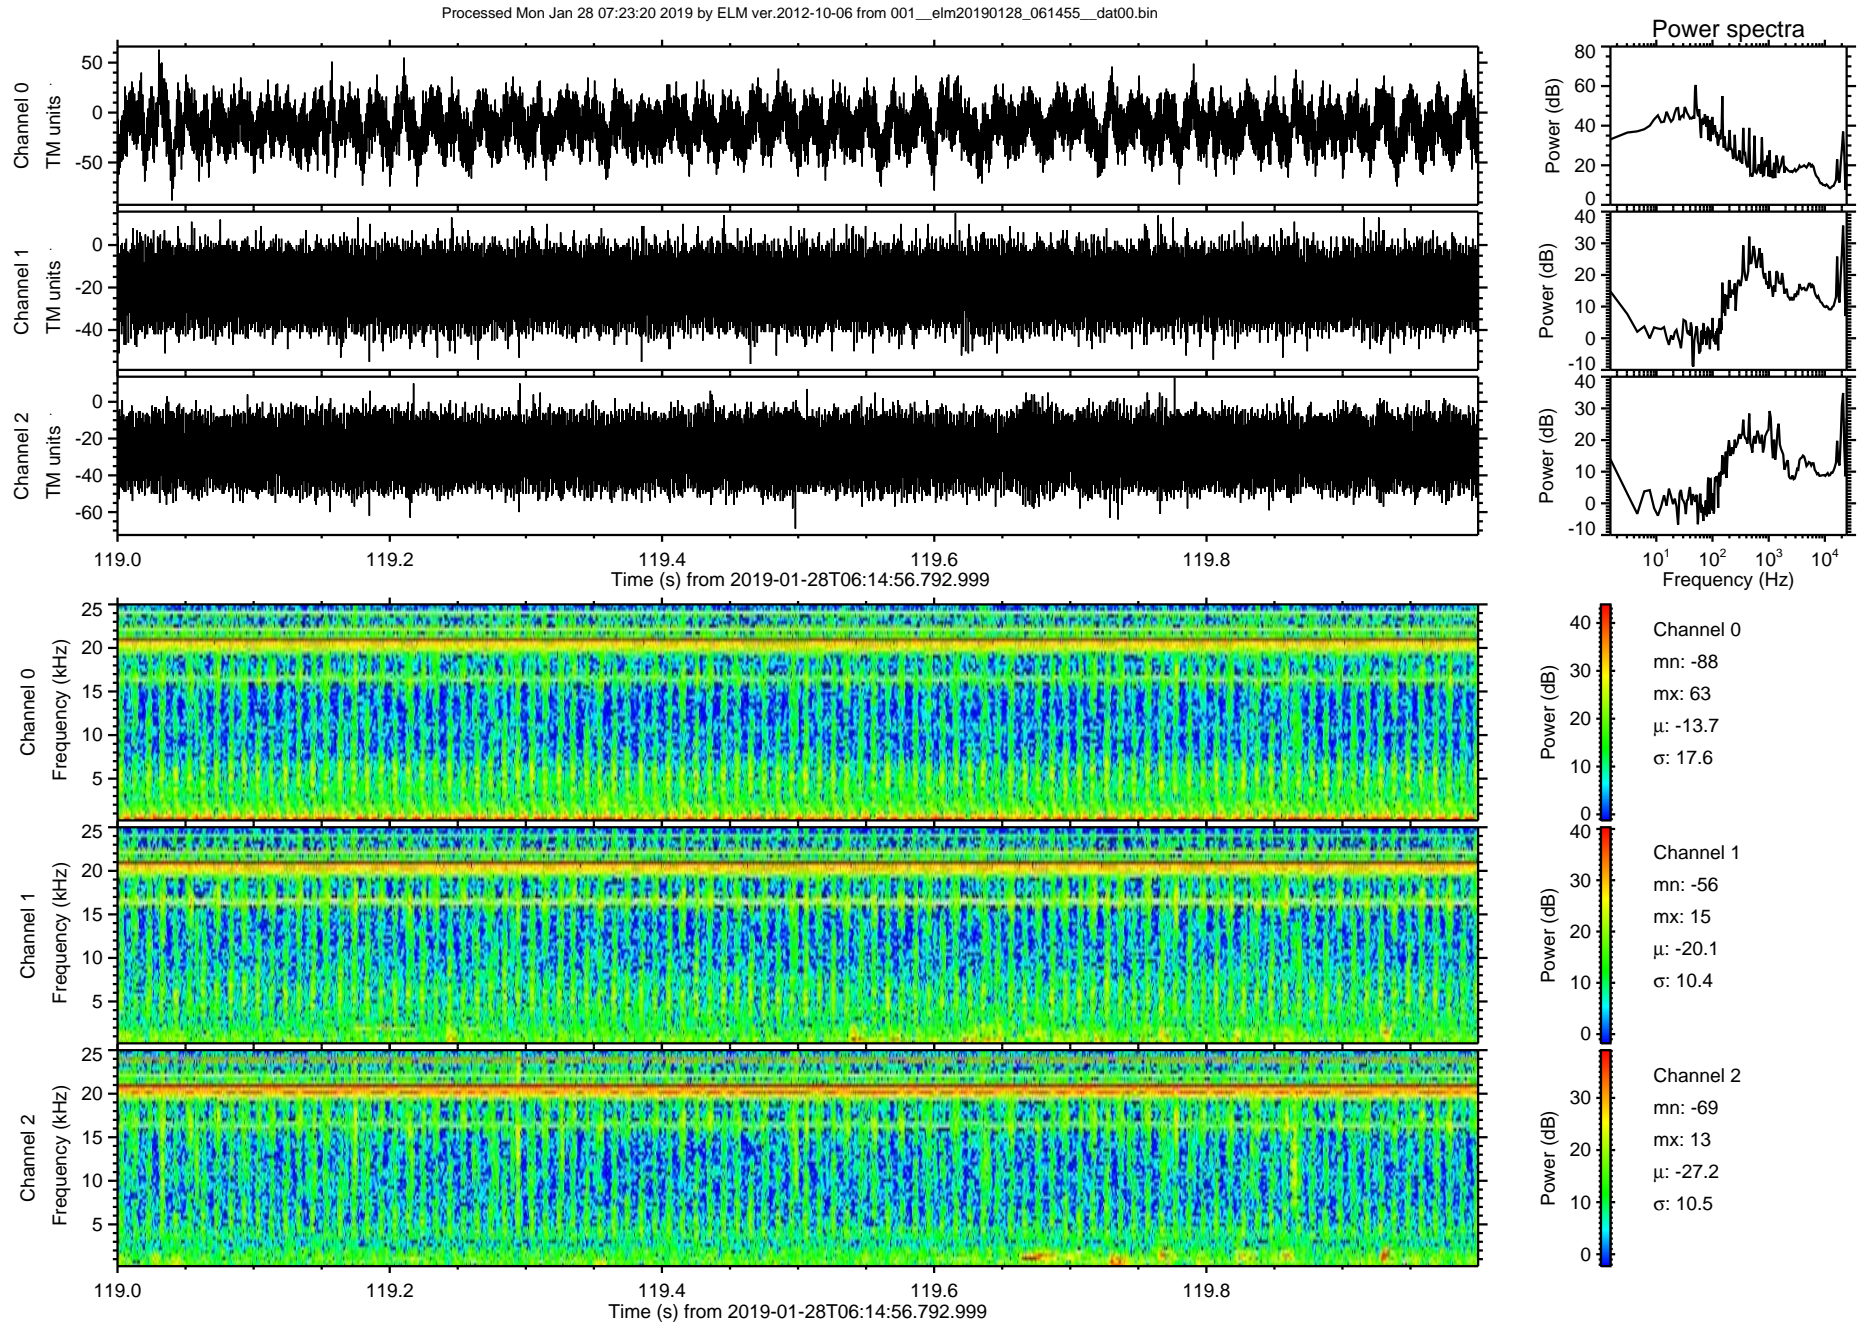 Processed Mon Jan 28 07:23:20 2019 by ELM ver.2012-10-06 from 001__elm20190128_061455__dat00.bin
Power spectra
Channel 0
TM units
50
0
-50
Power (dB)
80
60
40
20
0
Channel 1
TM units
0
-20
-40
Power (dB)
40
30
20
10
0
-10
Channel 2
TM units
0
-20
-40
-60
Power (dB)
40
30
20
10
0
-10
119.0 119.2 119.4 119.6 119.8
Time (s) from 2019-01-28T06:14:56.792.999
10^1 10^2 10^3 10^4
Frequency (Hz)
Channel 0
Frequency (kHz)
25
20
15
10
5
Power (dB)
40
30
20
10
0
Channel 0
mn: -88
mx: 63
μ: -13.7
σ: 17.6
Channel 1
Frequency (kHz)
25
20
15
10
5
Power (dB)
40
30
20
10
0
Channel 1
mn: -56
mx: 15
μ: -20.1
σ: 10.4
Channel 2
Frequency (kHz)
25
20
15
10
5
Power (dB)
30
20
10
0
Channel 2
mn: -69
mx: 13
μ: -27.2
σ: 10.5
119.0 119.2 119.4 119.6 119.8
Time (s) from 2019-01-28T06:14:56.792.999